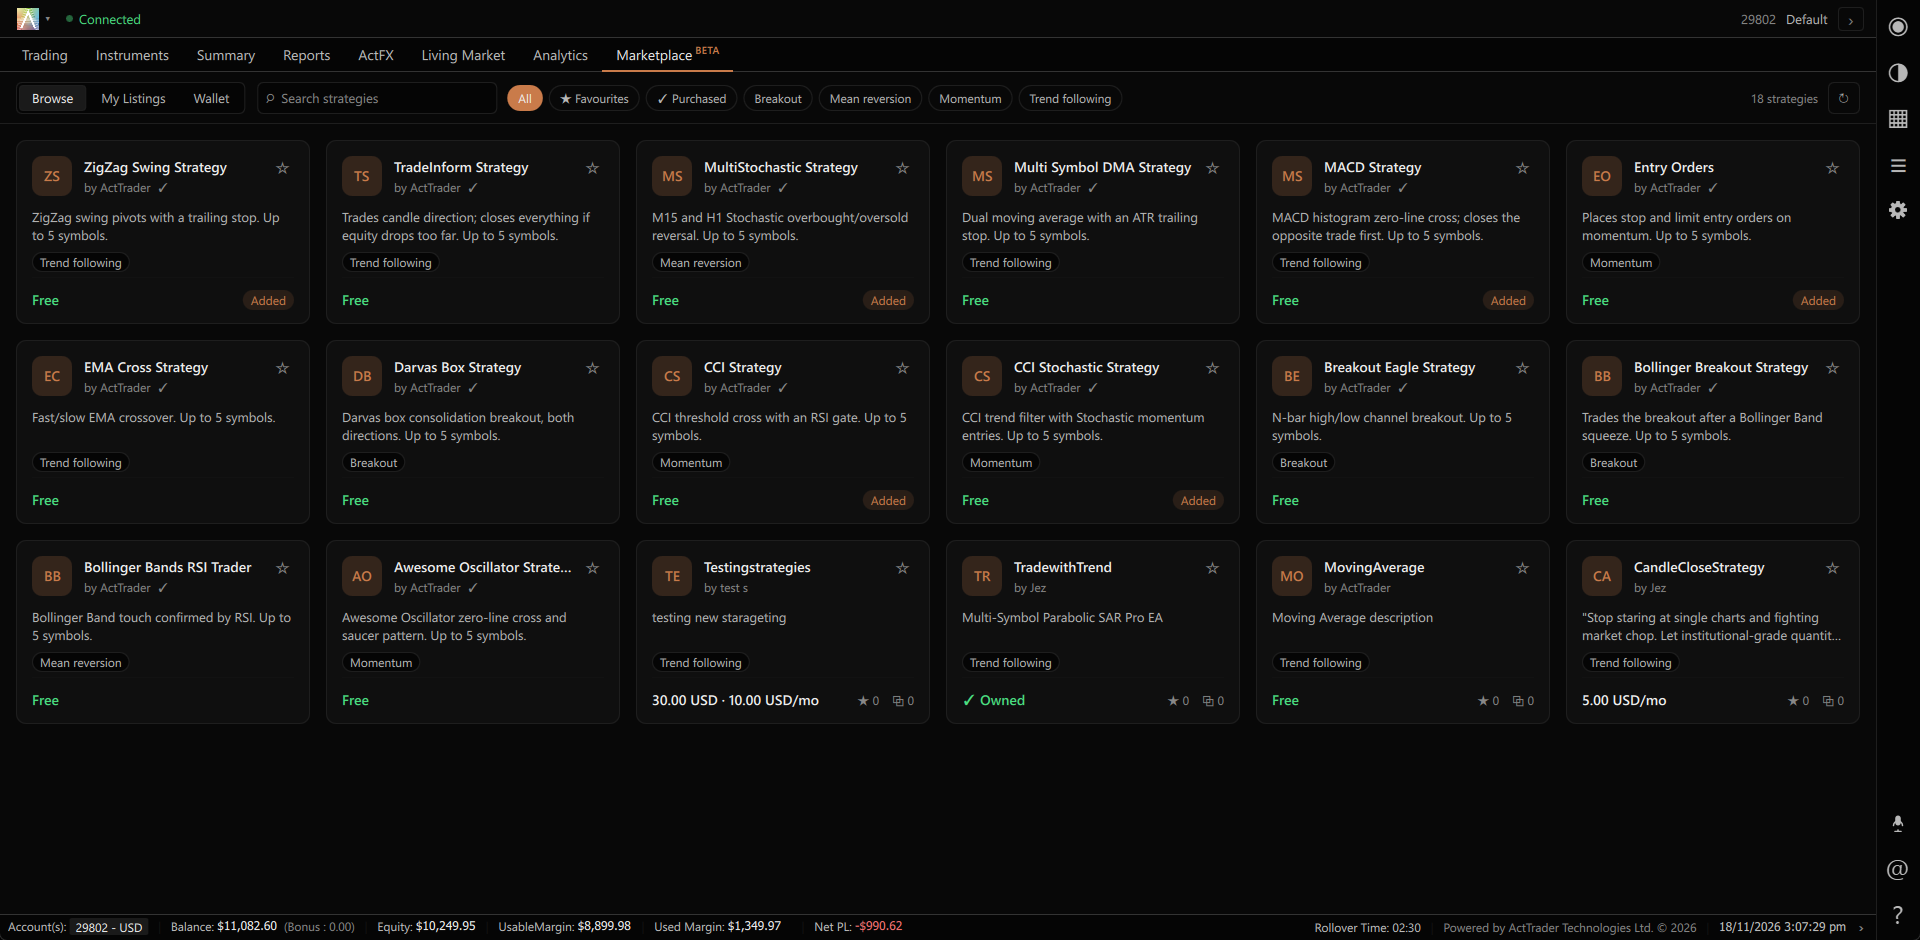 Connected
29802 Default
Trading Instruments Summary Reports ActFX Living Market Analytics Marketplace BETA
Browse My Listings Wallet Search strategies All ★ Favourites ✓ Purchased Breakout Mean reversion Momentum Trend following 18 strategies
ZS ZigZag Swing Strategy
by ActTrader ✓
ZigZag swing pivots with a trailing stop. Up
to 5 symbols.
Trend following
Free Added
TS TradeInform Strategy
by ActTrader ✓
Trades candle direction; closes everything if
equity drops too far. Up to 5 symbols.
Trend following
Free
MS MultiStochastic Strategy
by ActTrader ✓
M15 and H1 Stochastic overbought/oversold
reversal. Up to 5 symbols.
Mean reversion
Free Added
MS Multi Symbol DMA Strategy
by ActTrader ✓
Dual moving average with an ATR trailing
stop. Up to 5 symbols.
Trend following
Free
MS MACD Strategy
by ActTrader ✓
MACD histogram zero-line cross; closes the
opposite trade first. Up to 5 symbols.
Trend following
Free Added
EO Entry Orders
by ActTrader ✓
Places stop and limit entry orders on
momentum. Up to 5 symbols.
Momentum
Free Added
EC EMA Cross Strategy
by ActTrader ✓
Fast/slow EMA crossover. Up to 5 symbols.
Trend following
Free
DB Darvas Box Strategy
by ActTrader ✓
Darvas box consolidation breakout, both
directions. Up to 5 symbols.
Breakout
Free
CS CCI Strategy
by ActTrader ✓
CCI threshold cross with an RSI gate. Up to 5
symbols.
Momentum
Free Added
CS CCI Stochastic Strategy
by ActTrader ✓
CCI trend filter with Stochastic momentum
entries. Up to 5 symbols.
Momentum
Free Added
BE Breakout Eagle Strategy
by ActTrader ✓
N-bar high/low channel breakout. Up to 5
symbols.
Breakout
Free
BB Bollinger Breakout Strategy
by ActTrader ✓
Trades the breakout after a Bollinger Band
squeeze. Up to 5 symbols.
Breakout
Free
BB Bollinger Bands RSI Trader
by ActTrader ✓
Bollinger Band touch confirmed by RSI. Up to
5 symbols.
Mean reversion
Free
AO Awesome Oscillator Strate...
by ActTrader ✓
Awesome Oscillator zero-line cross and
saucer pattern. Up to 5 symbols.
Momentum
Free
TE Testingstrategies
by test s
testing new starageting
Trend following
30.00 USD · 10.00 USD/mo ★ 0 0
TR TradewithTrend
by Jez
Multi-Symbol Parabolic SAR Pro EA
Trend following
✓ Owned ★ 0 0
MO MovingAverage
by ActTrader
Moving Average description
Trend following
Free ★ 0 0
CA CandleCloseStrategy
by Jez
"Stop staring at single charts and fighting
market chop. Let institutional-grade quantit...
Trend following
5.00 USD/mo ★ 0 0
Account(s): 29802 - USD Balance: $11,082.60 (Bonus : 0.00) Equity: $10,249.95 UsableMargin: $8,899.98 Used Margin: $1,349.97 Net PL: -$990.62 Rollover Time: 02:30 Powered by ActTrader Technologies Ltd. © 2026 18/11/2026 3:07:29 pm